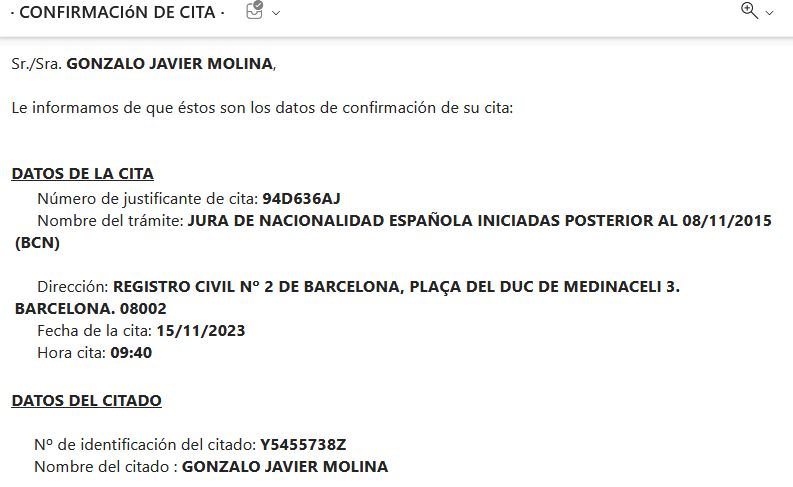 · CONFIRMACIóN DE CITA ·
Sr./Sra. GONZALO JAVIER MOLINA,
Le informamos de que éstos son los datos de confirmación de su cita:
DATOS DE LA CITA
Número de justificante de cita: 94D636AJ
Nombre del trámite: JURA DE NACIONALIDAD ESPAÑOLA INICIADAS POSTERIOR AL 08/11/2015
(BCN)
Dirección: REGISTRO CIVIL Nº 2 DE BARCELONA, PLAÇA DEL DUC DE MEDINACELI 3.
BARCELONA. 08002
Fecha de la cita: 15/11/2023
Hora cita: 09:40
DATOS DEL CITADO
Nº de identificación del citado: Y5455738Z
Nombre del citado : GONZALO JAVIER MOLINA